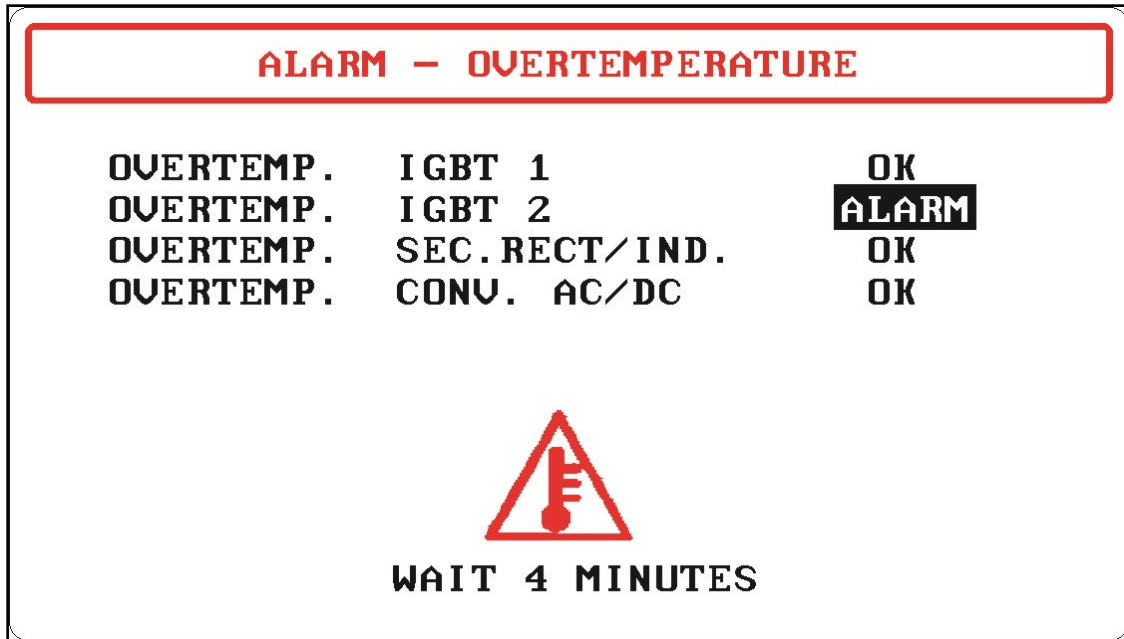 ALARM – OVERTEMPERATURE
OVERTEMP. IGBT 1 OK
OVERTEMP. IGBT 2 ALARM
OVERTEMP. SEC.RECT/IND. OK
OVERTEMP. CONV. AC/DC OK
WAIT 4 MINUTES